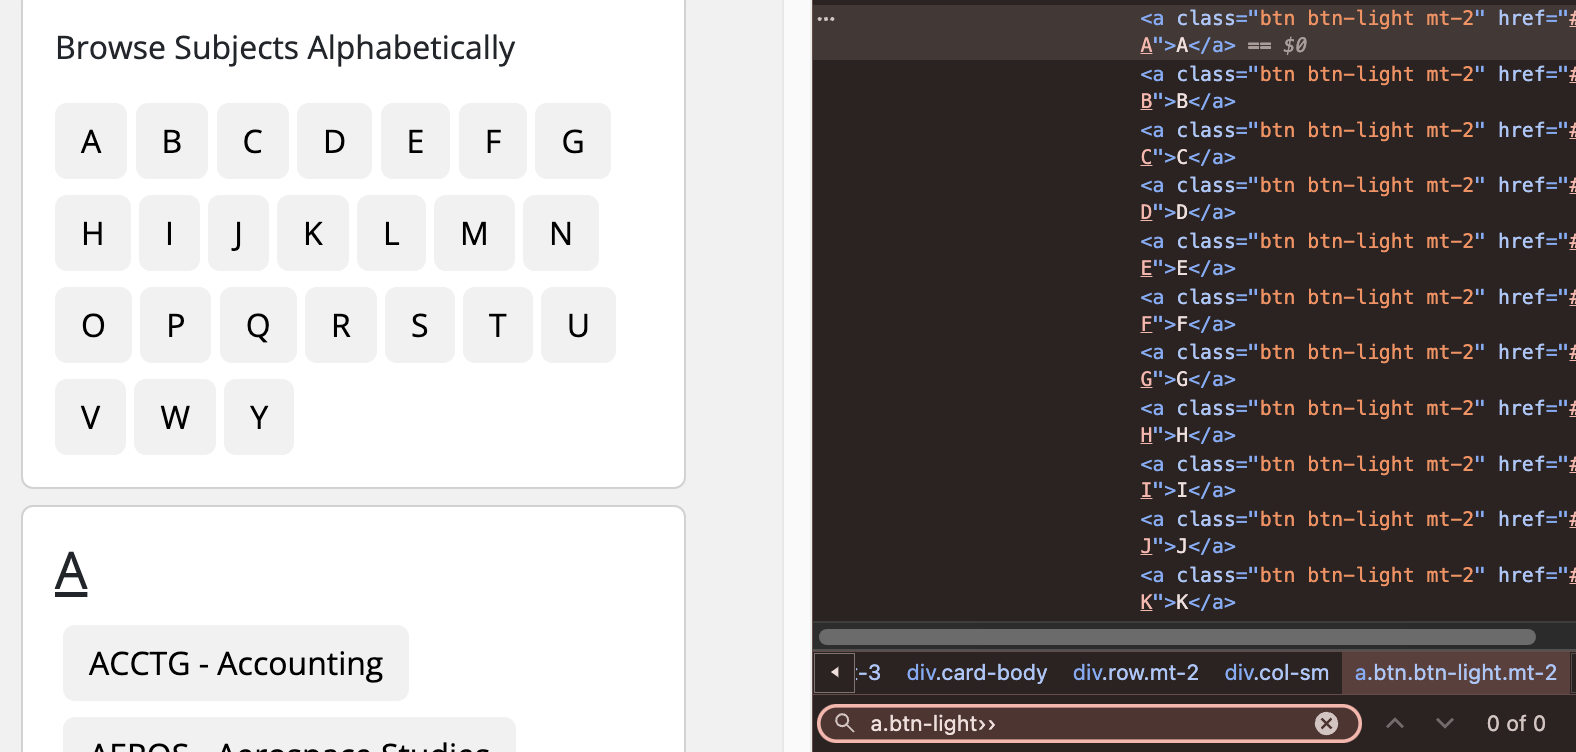 Browse Subjects Alphabetically
A B C D E F G
H I J K L M N
O P Q R S T U
V W Y
A
ACCTG - Accounting
AEROS - Aerospace Studies
<a class="btn btn-light mt-2" href="#
A">A</a> == $0
<a class="btn btn-light mt-2" href="#
B">B</a>
<a class="btn btn-light mt-2" href="#
C">C</a>
<a class="btn btn-light mt-2" href="#
D">D</a>
<a class="btn btn-light mt-2" href="#
E">E</a>
<a class="btn btn-light mt-2" href="#
F">F</a>
<a class="btn btn-light mt-2" href="#
G">G</a>
<a class="btn btn-light mt-2" href="#
H">H</a>
<a class="btn btn-light mt-2" href="#
I">I</a>
<a class="btn btn-light mt-2" href="#
J">J</a>
<a class="btn btn-light mt-2" href="#
K">K</a>
-3 div.card-body div.row.mt-2 div.col-sm a.btn.btn-light.mt-2
a.btn-light>> 0 of 0